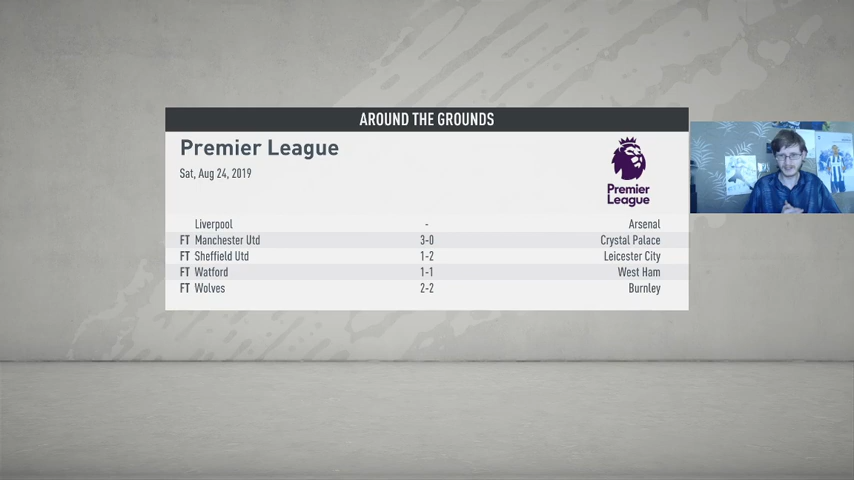 AROUND THE GROUNDS
Premier League
Sat, Aug 24, 2019
Premier
League
Liverpool - Arsenal
FT Manchester Utd 3-0 Crystal Palace
FT Sheffield Utd 1-2 Leicester City
FT Watford 1-1 West Ham
FT Wolves 2-2 Burnley